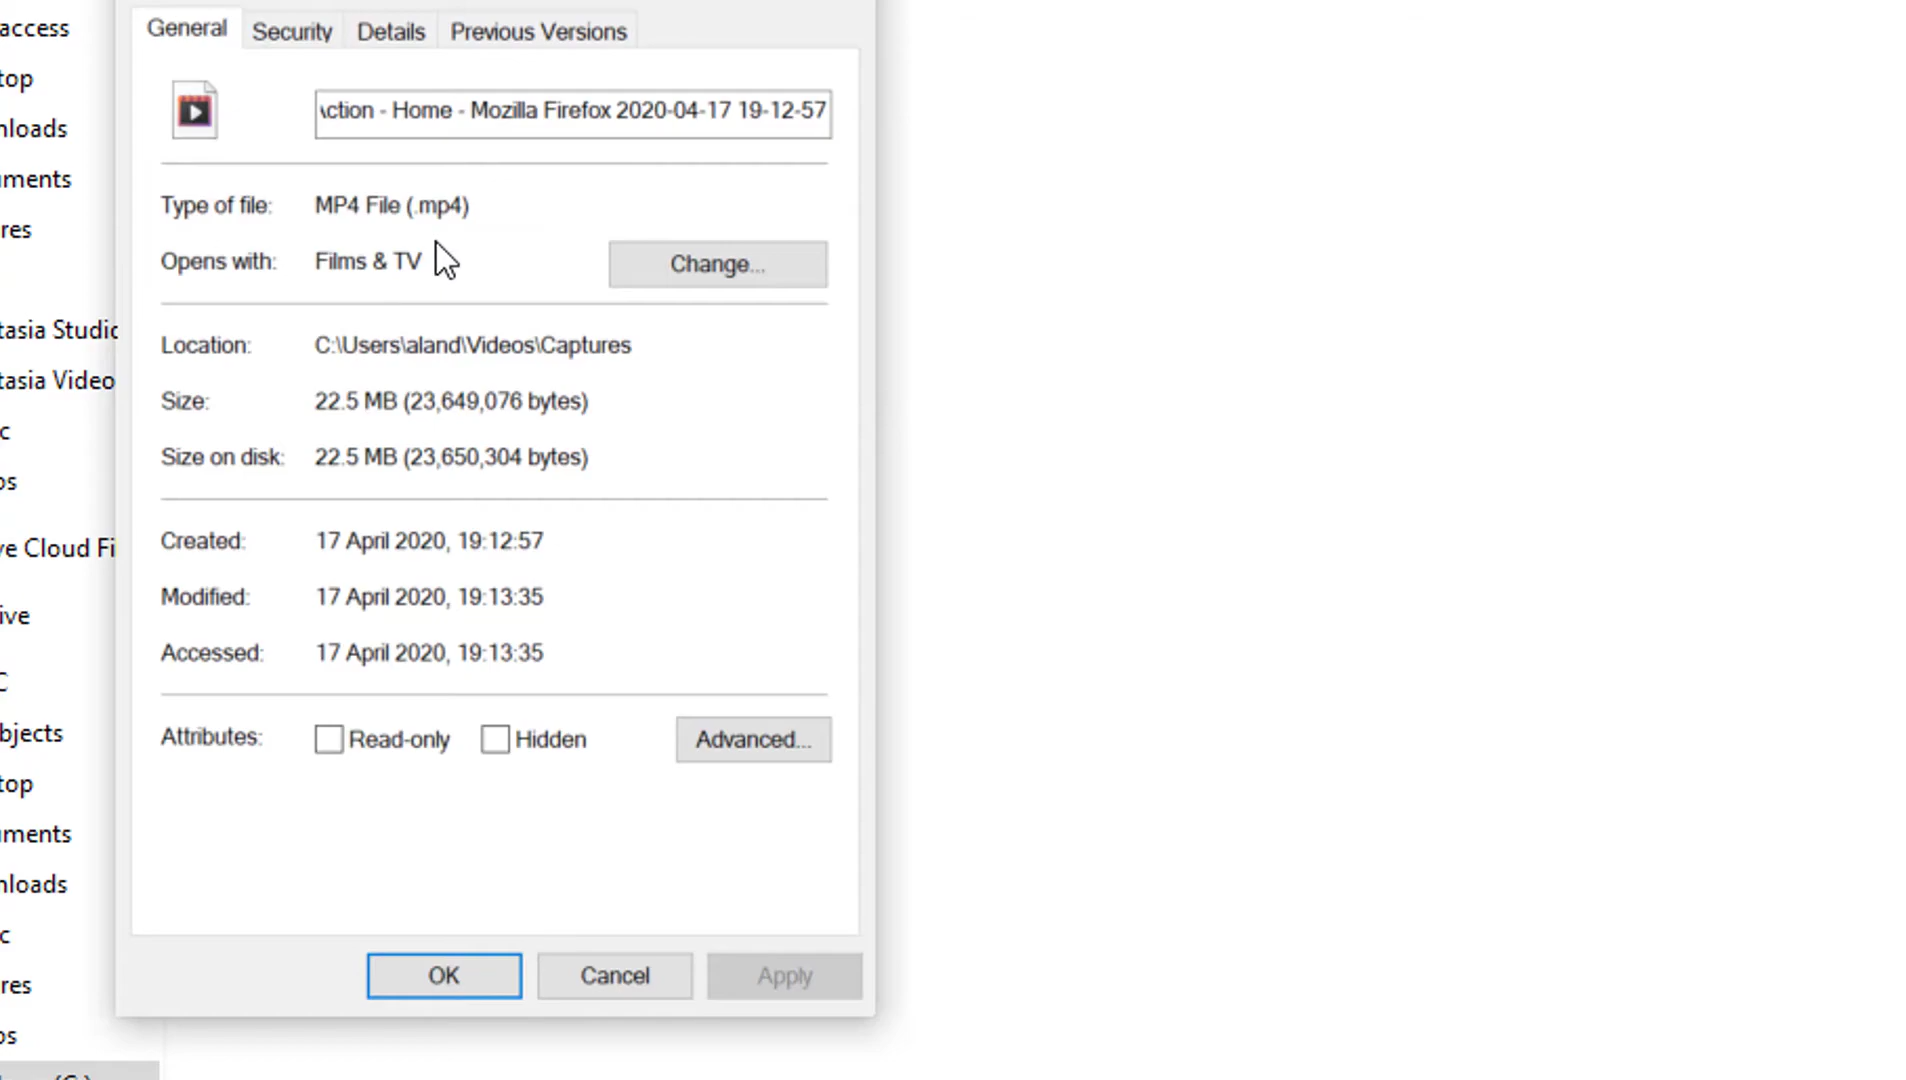 General Security Details Previous Versions
ction - Home - Mozilla Firefox 2020-04-17 19-12-57
Type of file: MP4 File (.mp4)
Opens with: Films & TV Change...
Location: C:\Users\aland\Videos\Captures
Size: 22.5 MB (23,649,076 bytes)
Size on disk: 22.5 MB (23,650,304 bytes)
Created: 17 April 2020, 19:12:57
Modified: 17 April 2020, 19:13:35
Accessed: 17 April 2020, 19:13:35
Attributes: Read-only Hidden Advanced...
OK Cancel Apply
access
top
nloads
uments
res
tasia Studio
tasia Video
c
os
ve Cloud Fi
ive
C
bjects
top
uments
nloads
c
res
os